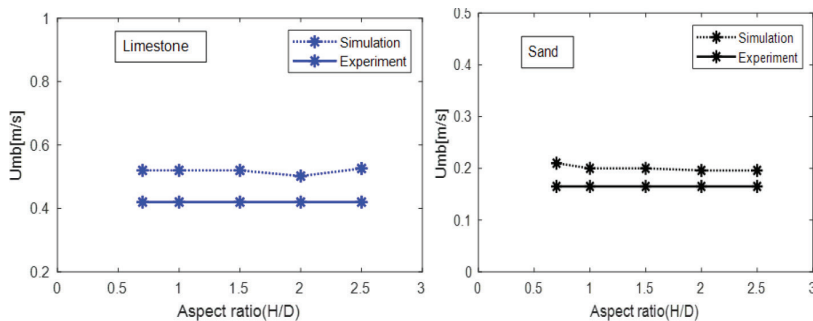 Limestone
Simulation
Experiment
Umb[m/s]
1
0.8
0.6
0.4
0.2
0 0.5 1 1.5 2 2.5 3
Aspect ratio(H/D)
Sand
Simulation
Experiment
Umb[m/s]
0.5
0.4
0.3
0.2
0.1
0
0 0.5 1 1.5 2 2.5 3
Aspect ratio(H/D)